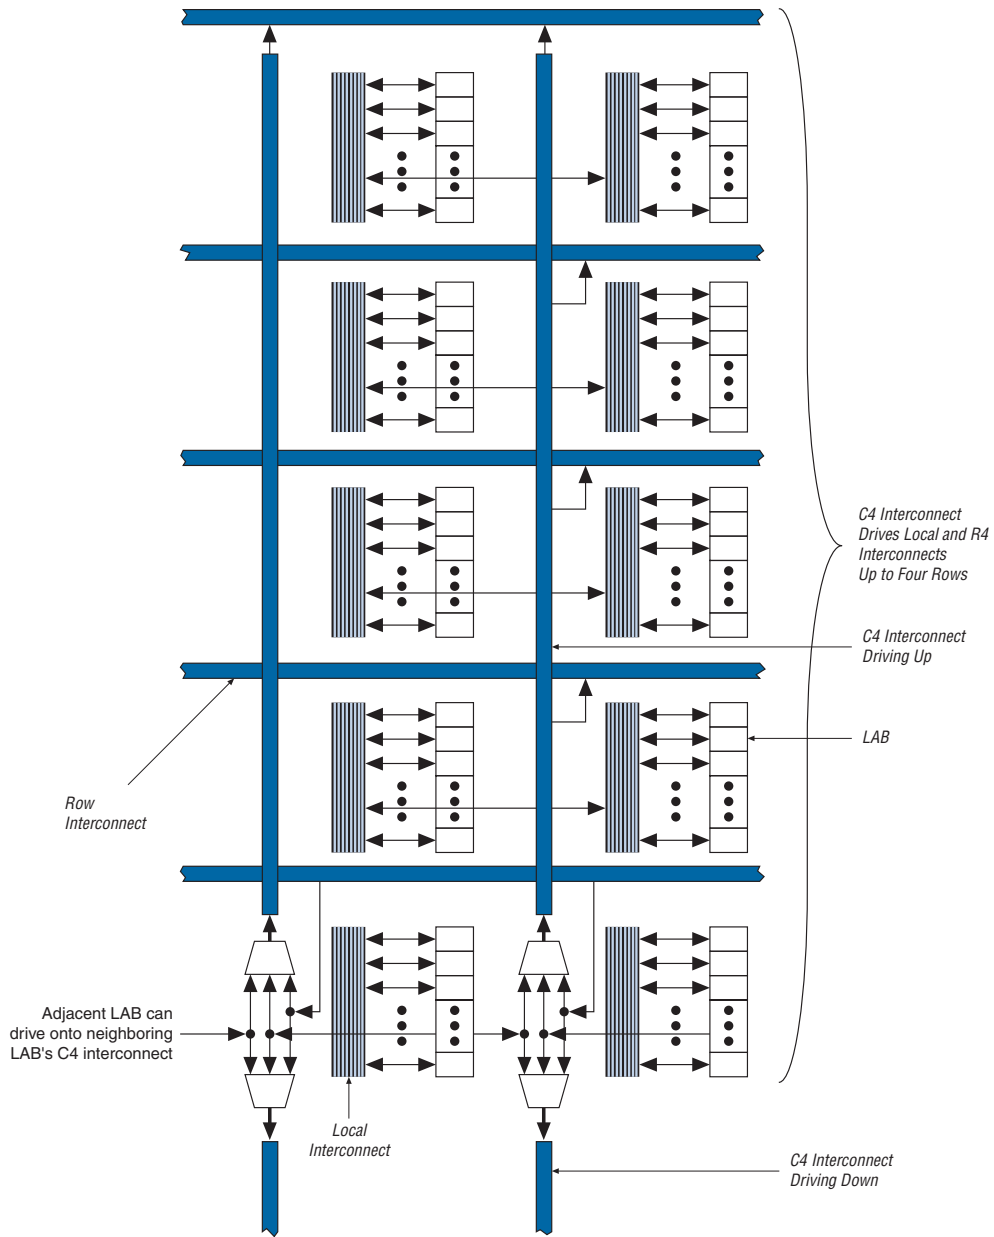 C4 Interconnect
Drives Local and R4
Interconnects
Up to Four Rows
C4 Interconnect
Driving Up
LAB
Row
Interconnect
Adjacent LAB can
drive onto neighboring
LAB's C4 interconnect
Local
Interconnect
C4 Interconnect
Driving Down